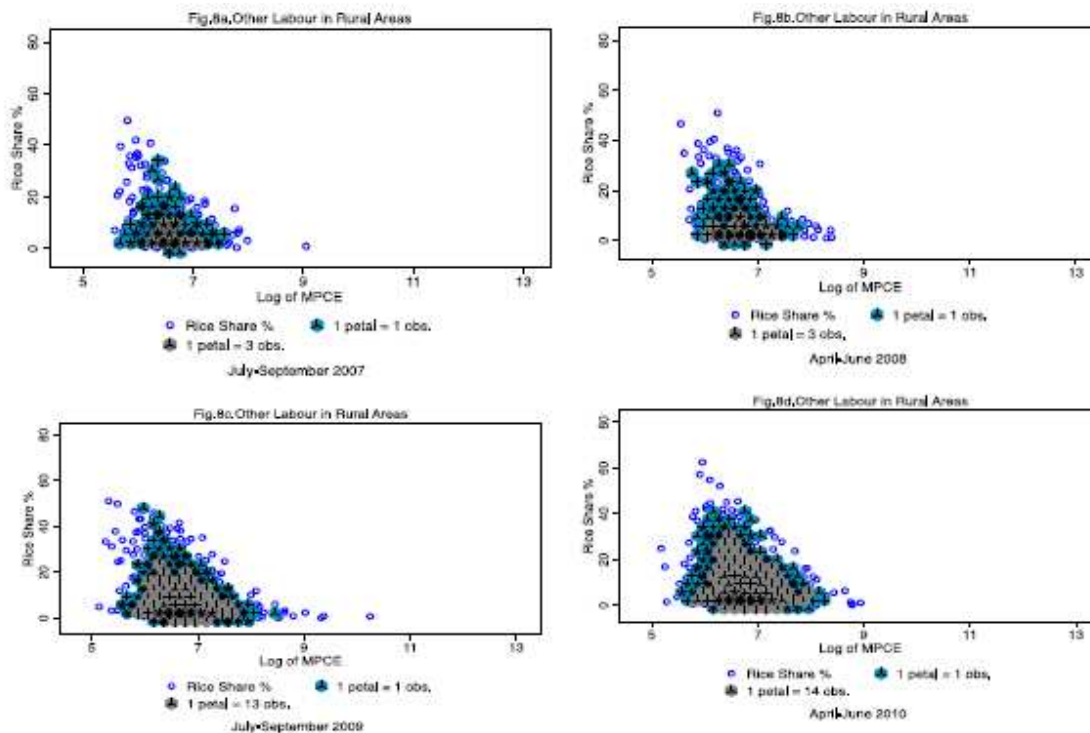 Fig.8a.Other Labour in Rural Areas
Rice Share %
80
60
40
20
0
5 7 9 11 13
Log of MPCE
Rice Share % 1 petal = 1 obs.
1 petal = 3 obs.
July-September 2007
Fig.8b.Other Labour in Rural Areas
Rice Share %
80
60
40
20
0
5 7 9 11 13
Log of MPCE
Rice Share % 1 petal = 1 obs.
1 petal = 3 obs.
April-June 2008
Fig.8c.Other Labour in Rural Areas
Rice Share %
80
60
40
20
0
5 7 9 11 13
Log of MPCE
Rice Share % 1 petal = 1 obs.
1 petal = 13 obs.
July-September 2009
Fig.8d.Other Labour in Rural Areas
Rice Share %
80
60
40
20
0
5 7 9 11 13
Log of MPCE
Rice Share % 1 petal = 1 obs.
1 petal = 14 obs.
April-June 2010